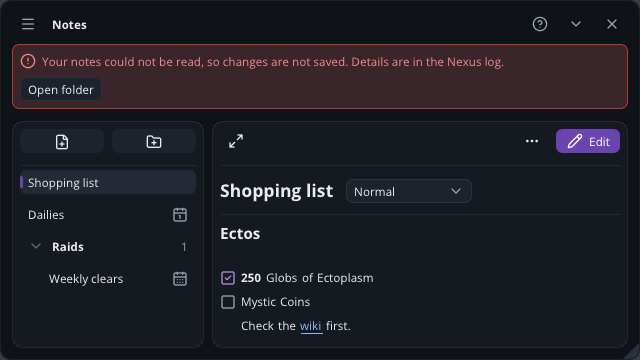 Notes
Your notes could not be read, so changes are not saved. Details are in the Nexus log.
Open folder
Edit
Shopping list
Dailies
Raids 1
Weekly clears
Shopping list Normal
Ectos
250 Globs of Ectoplasm
Mystic Coins
Check the wiki first.